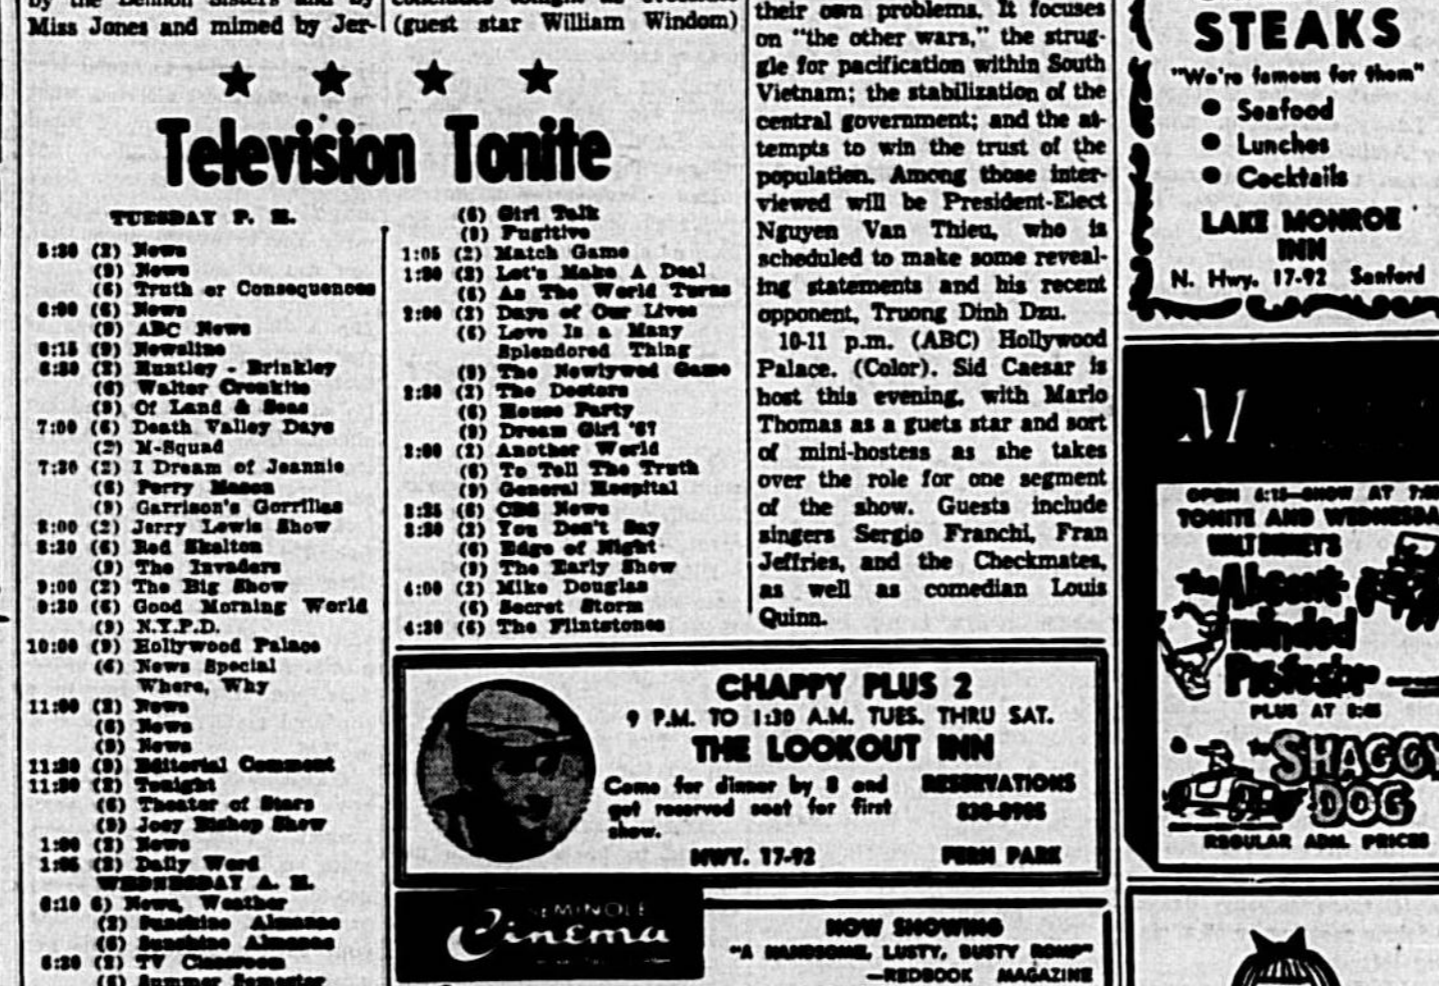 Miss Jones and mimed by Jer-
(guest star William Windom)
Television Tonite
TUESDAY P. M.
5:30 (2) News
(9) News
(6) Truth or Consequences
6:00 (6) News
(9) ABC News
6:15 (9) Newsline
6:30 (2) Huntley - Brinkley
(6) Walter Cronkite
(9) Of Land & Seas
7:00 (6) Death Valley Days
(2) M-Squad
7:30 (2) I Dream of Jeannie
(6) Perry Mason
(9) Garrison's Gorrillas
8:00 (2) Jerry Lewis Show
8:30 (6) Red Skelton
(9) The Invaders
9:00 (2) The Big Show
9:30 (6) Good Morning World
(9) N.Y.P.D.
10:00 (9) Hollywood Palace
(6) News Special
Where, Why
11:00 (2) News
(6) News
(9) News
11:30 (9) Editorial Comment
11:30 (2) Tonight
(6) Theater of Stars
(9) Joey Bishop Show
1:00 (2) News
1:05 (2) Daily Word
WEDNESDAY A. M.
6:10 6) News, Weather
(2) Sunshine Almanac
(6) Sunshine Almanac
6:30 (2) TV Classroom
(6) Summer Semester
(6) Girl Talk
(9) Fugitive
1:05 (2) Match Game
1:30 (2) Let's Make A Deal
(6) As The World Turns
2:00 (2) Days of Our Lives
(6) Love Is a Many
Splendored Thing
(9) The Newlywed Game
2:30 (2) The Doctors
(6) House Party
(9) Dream Girl '67
3:00 (2) Another World
(6) To Tell The Truth
(9) General Hospital
3:25 (6) CBS News
3:30 (2) You Don't Say
(6) Edge of Night
(9) The Early Show
4:00 (2) Mike Douglas
(6) Secret Storm
4:30 (6) The Flintstones
their own problems. It focuses
on "the other wars," the strug-
gle for pacification within South
Vietnam; the stabilization of the
central government; and the at-
tempts to win the trust of the
population. Among those inter-
viewed will be President-Elect
Nguyen Van Thieu, who is
scheduled to make some reveal-
ing statements and his recent
opponent, Truong Dinh Dzu.
10-11 p.m. (ABC) Hollywood
Palace. (Color). Sid Caesar is
host this evening, with Marlo
Thomas as a guets star and sort
of mini-hostess as she takes
over the role for one segment
of the show. Guests include
singers Sergio Franchi, Fran
Jeffries, and the Checkmates,
as well as comedian Louis
Quinn.
CHAPPY PLUS 2
9 P.M. TO 1:30 A.M. TUES. THRU SAT.
THE LOOKOUT INN
Come for dinner by 8 and
get reserved seat for first
show.
RESERVATIONS
HWY. 17-92
FERN PARK
SEMINOLE
Cinema
NOW SHOWING
"A HANDSOME, LUSTY, BUSTY ROMP"
—REDBOOK MAGAZINE
STEAKS
"We're famous for them"
● Seafood
● Lunches
● Cocktails
LAKE MONROE
INN
N. Hwy. 17-92 Sanford
M
OPEN 6:15—SHOW AT 7:00
TONITE AND WEDNESDA
WALT DISNEY'S
the Absent
minded
Professor
PLUS AT 8:45
the SHAGGY
DOG
REGULAR ADM. PRICES